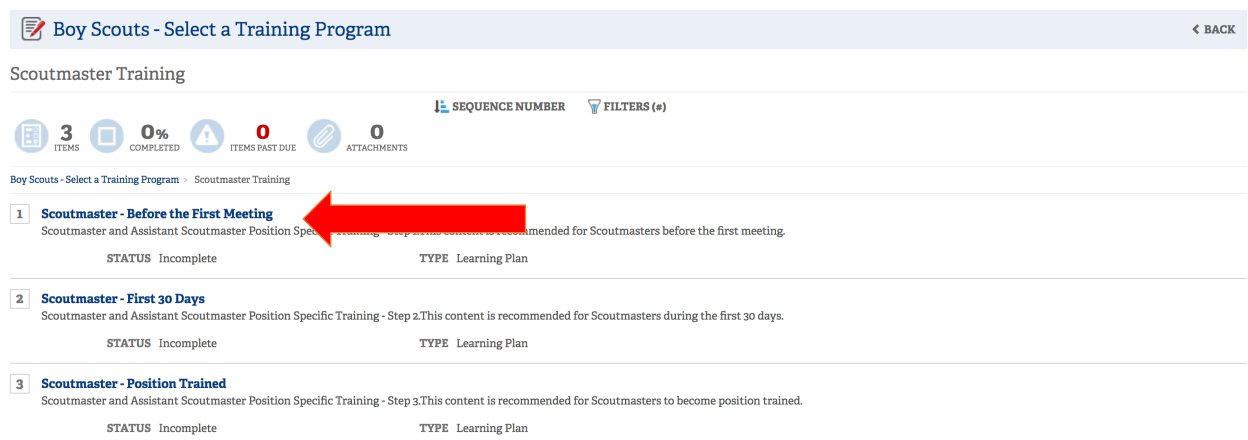 Boy Scouts - Select a Training Program
BACK
Scoutmaster Training
SEQUENCE NUMBER FILTERS (#)
3 ITEMS 0% COMPLETED 0 ITEMS PAST DUE 0 ATTACHMENTS
Boy Scouts - Select a Training Program > Scoutmaster Training
1 Scoutmaster - Before the First Meeting
Scoutmaster and Assistant Scoutmaster Position for Scoutmasters before the first meeting.
STATUS Incomplete TYPE Learning Plan
2 Scoutmaster - First 30 Days
Scoutmaster and Assistant Scoutmaster Position Specific Training - Step 2.This content is recommended for Scoutmasters during the first 30 days.
STATUS Incomplete TYPE Learning Plan
3 Scoutmaster - Position Trained
Scoutmaster and Assistant Scoutmaster Position Specific Training - Step 3.This content is recommended for Scoutmasters to become position trained.
STATUS Incomplete TYPE Learning Plan